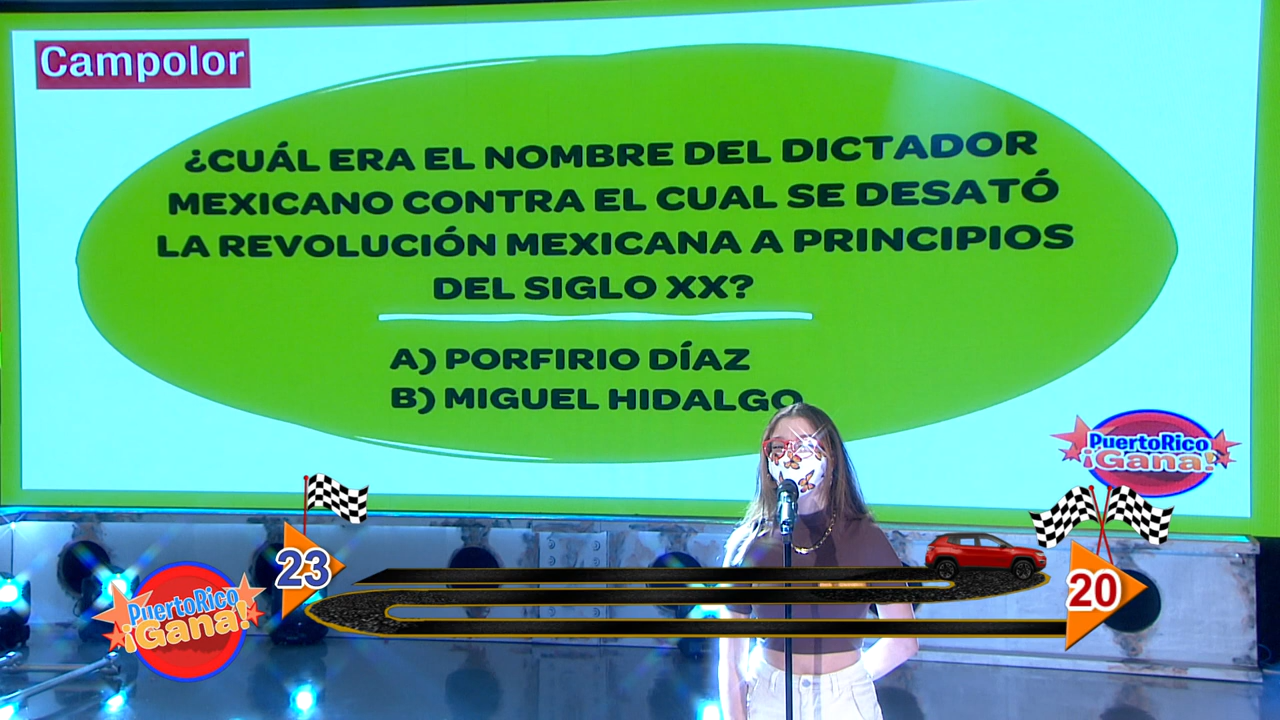 Campolor
¿CUÁL ERA EL NOMBRE DEL DICTADOR
MEXICANO CONTRA EL CUAL SE DESATÓ
LA REVOLUCIÓN MEXICANA A PRINCIPIOS
DEL SIGLO XX?
A) PORFIRIO DÍAZ
B) MIGUEL HIDALGO
PuertoRico
¡Gana!
23
20
PuertoRico
¡Gana!